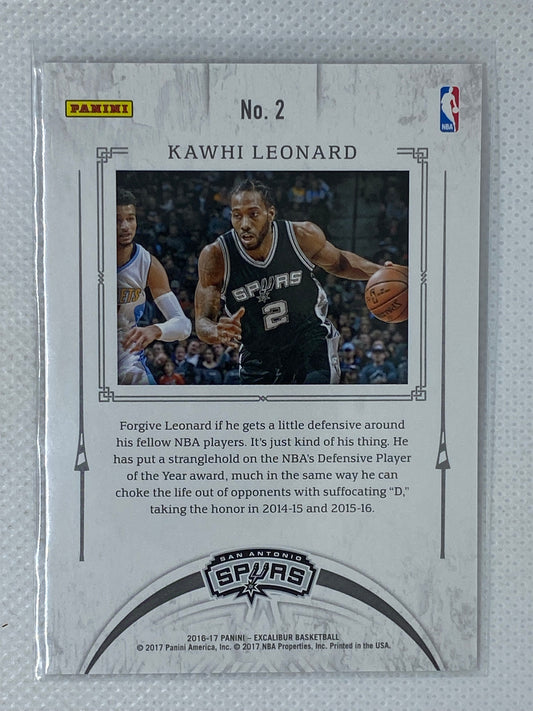 PANINI
No. 2
NBA
KAWHI LEONARD
ETS
SPURS
2
Forgive Leonard if he gets a little defensive around
his fellow NBA players. It's just kind of his thing. He
has put a stranglehold on the NBA's Defensive Player
of the Year award, much in the same way he can
choke the life out of opponents with suffocating "D,"
taking the honor in 2014-15 and 2015-16.
SAN ANTONIO
SPURS
2016-17 PANINI – EXCALIBUR BASKETBALL
© 2017 Panini America, Inc. © 2017 NBA Properties, Inc. Printed in the USA.